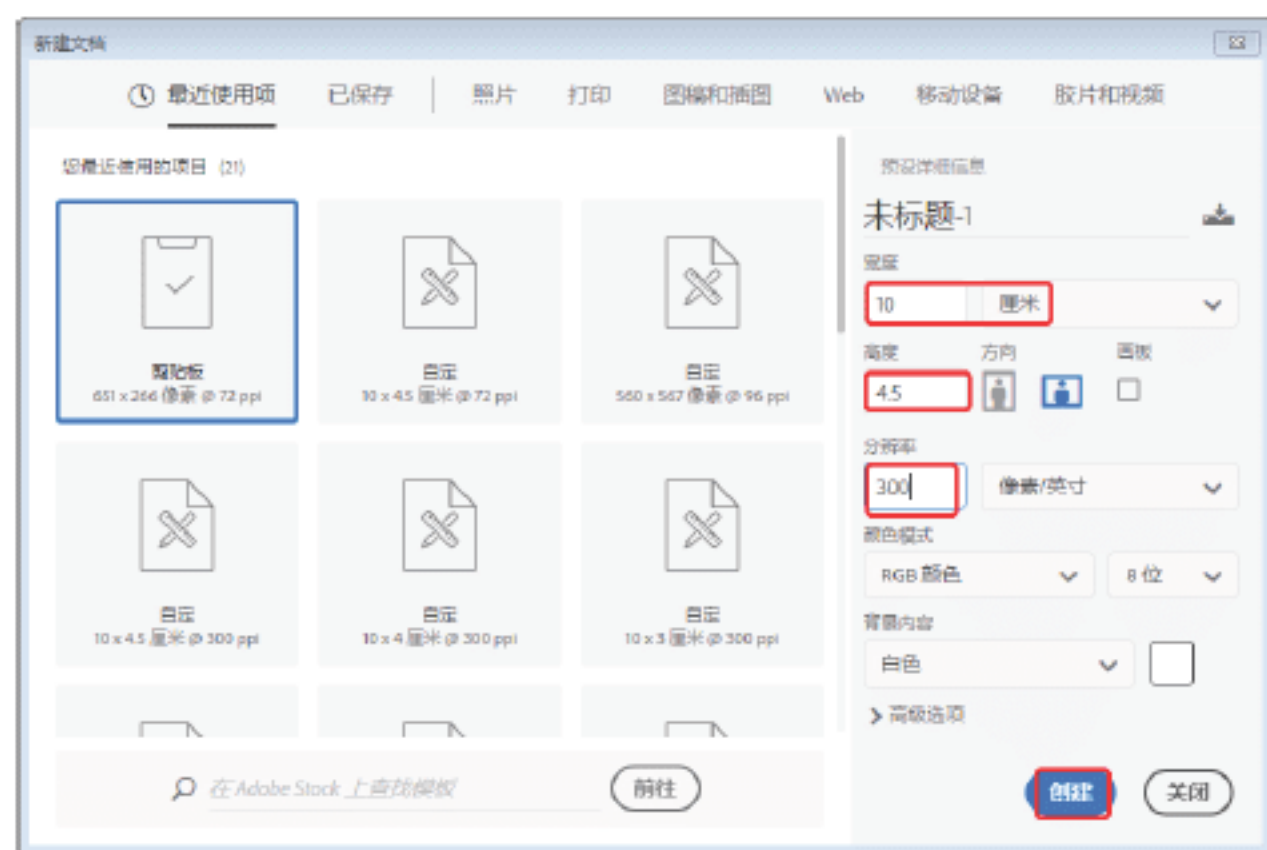 新建文档
最近使用项 已保存 照片 打印 图稿和插图 Web 移动设备 胶片和视频
您最近使用的项目 (21)
预设详细信息
未标题-1
宽度
10 厘米
高度 方向 画板
4.5
分辨率
300 像素/英寸
颜色模式
RGB 颜色 8 位
背景内容
白色
高级选项
剪贴板
651 x 266 像素 @ 72 ppi
自定
10 x 4.5 厘米 @ 72 ppi
自定
560 x 567 像素 @ 96 ppi
自定
10 x 4.5 厘米 @ 300 ppi
自定
10 x 4 厘米 @ 300 ppi
自定
10 x 3 厘米 @ 300 ppi
在 Adobe Stock 上查找模板 前往
创建 关闭